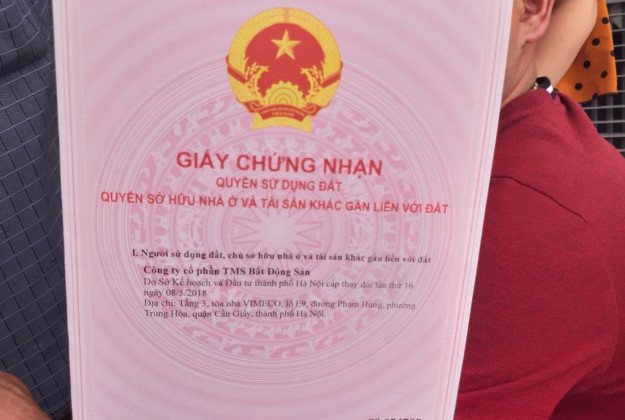 GIẤY CHỨNG NHẬN
QUYỀN SỬ DỤNG ĐẤT
QUYỀN SỞ HỮU NHÀ Ở VÀ TÀI SẢN KHÁC GẮN LIỀN VỚI ĐẤT
I. Người sử dụng đất, chủ sở hữu nhà ở và tài sản khác gắn liền với đất
Công ty cổ phần TMS Bất Động Sản
Do Sở Kế hoạch và Đầu tư thành phố Hà Nội cấp thay đổi lần thứ 16
ngày 08/5/2018
Địa chỉ: Tầng 3, tòa nhà VIMECO, lô E9, đường Phạm Hùng, phường
Trung Hòa, quận Cầu Giấy, thành phố Hà Nội.